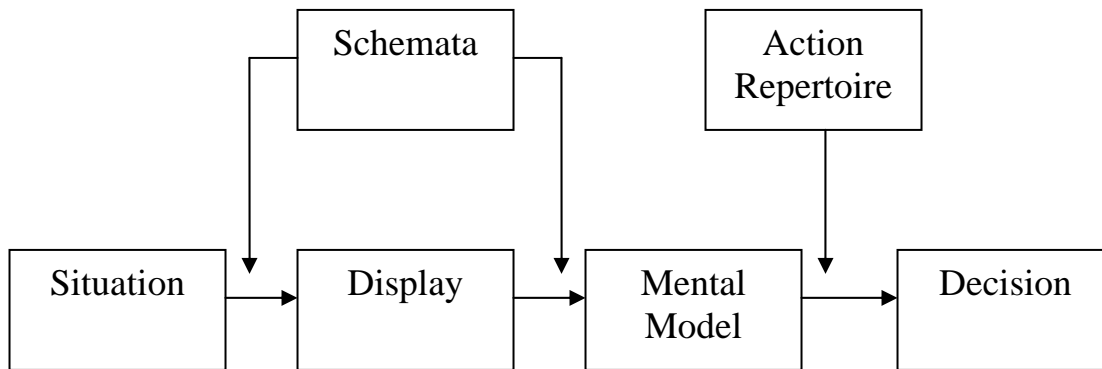 Schemata
Action
Repertoire
Situation
Display
Mental
Model
Decision